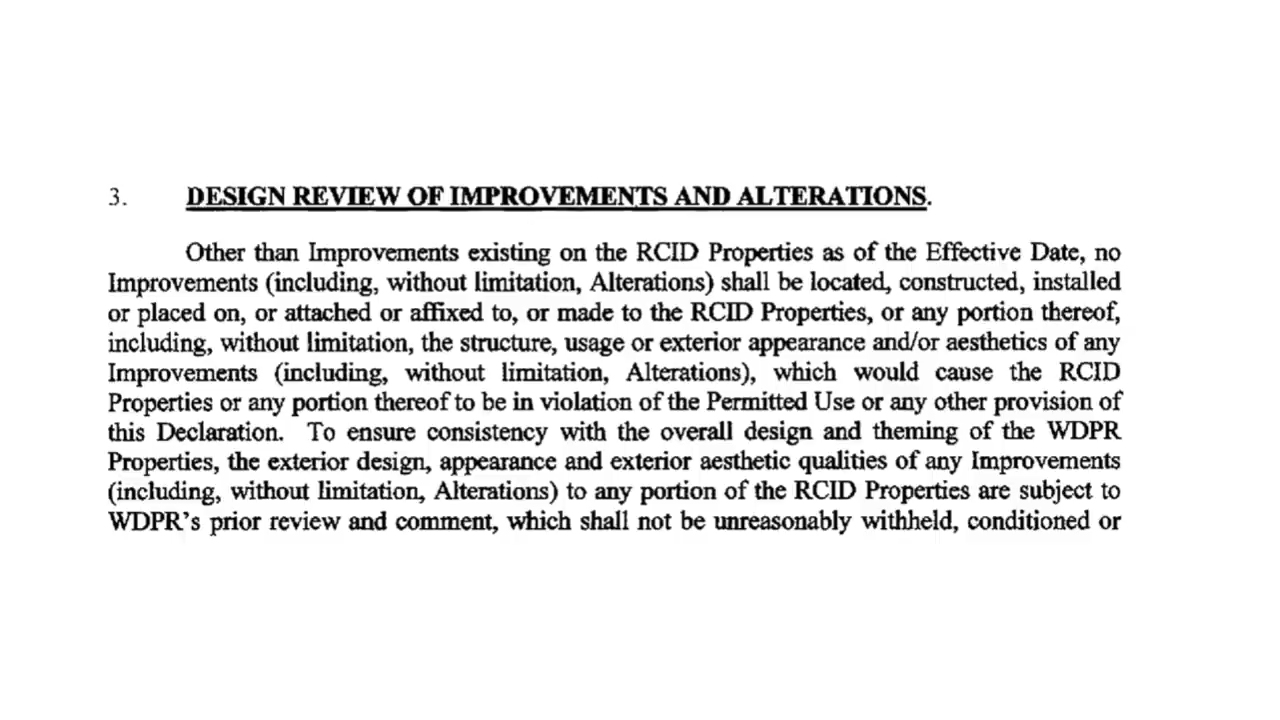 3. DESIGN REVIEW OF IMPROVEMENTS AND ALTERATIONS.
Other than Improvements existing on the RCID Properties as of the Effective Date, no
Improvements (including, without limitation, Alterations) shall be located, constructed, installed
or placed on, or attached or affixed to, or made to the RCID Properties, or any portion thereof,
including, without limitation, the structure, usage or exterior appearance and/or aesthetics of any
Improvements (including, without limitation, Alterations), which would cause the RCID
Properties or any portion thereof to be in violation of the Permitted Use or any other provision of
this Declaration. To ensure consistency with the overall design and theming of the WDPR
Properties, the exterior design, appearance and exterior aesthetic qualities of any Improvements
(including, without limitation, Alterations) to any portion of the RCID Properties are subject to
WDPR's prior review and comment, which shall not be unreasonably withheld, conditioned or